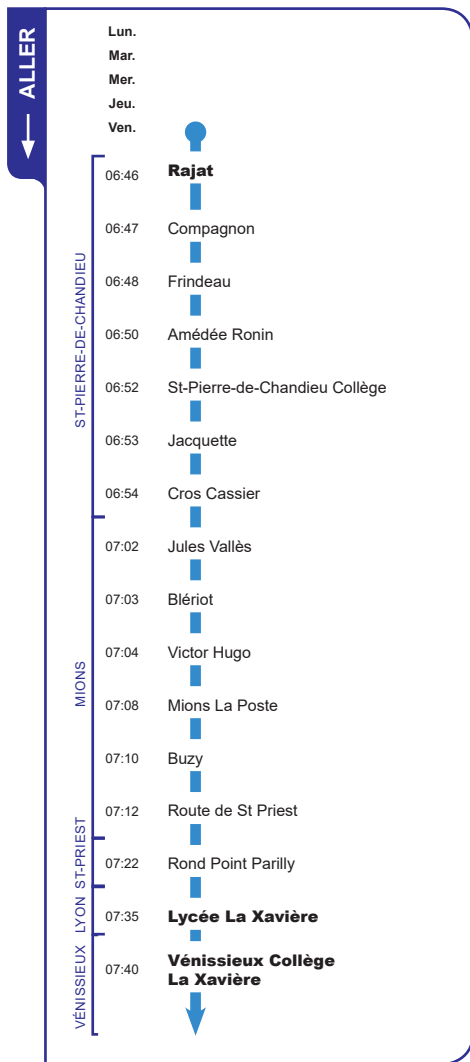 ALLER
Lun.
Mar.
Mer.
Jeu.
Ven.
ST-PIERRE-DE-CHANDIEU
06:46 Rajat
06:47 Compagnon
06:48 Frindeau
06:50 Amédée Ronin
06:52 St-Pierre-de-Chandieu Collège
06:53 Jacquette
06:54 Cros Cassier
MIONS
07:02 Jules Vallès
07:03 Blériot
07:04 Victor Hugo
07:08 Mions La Poste
07:10 Buzy
07:12 Route de St Priest
ST-PRIEST
07:22 Rond Point Parilly
LYON
07:35 Lycée La Xavière
VÉNISSIEUX
07:40 Vénissieux Collège
La Xavière